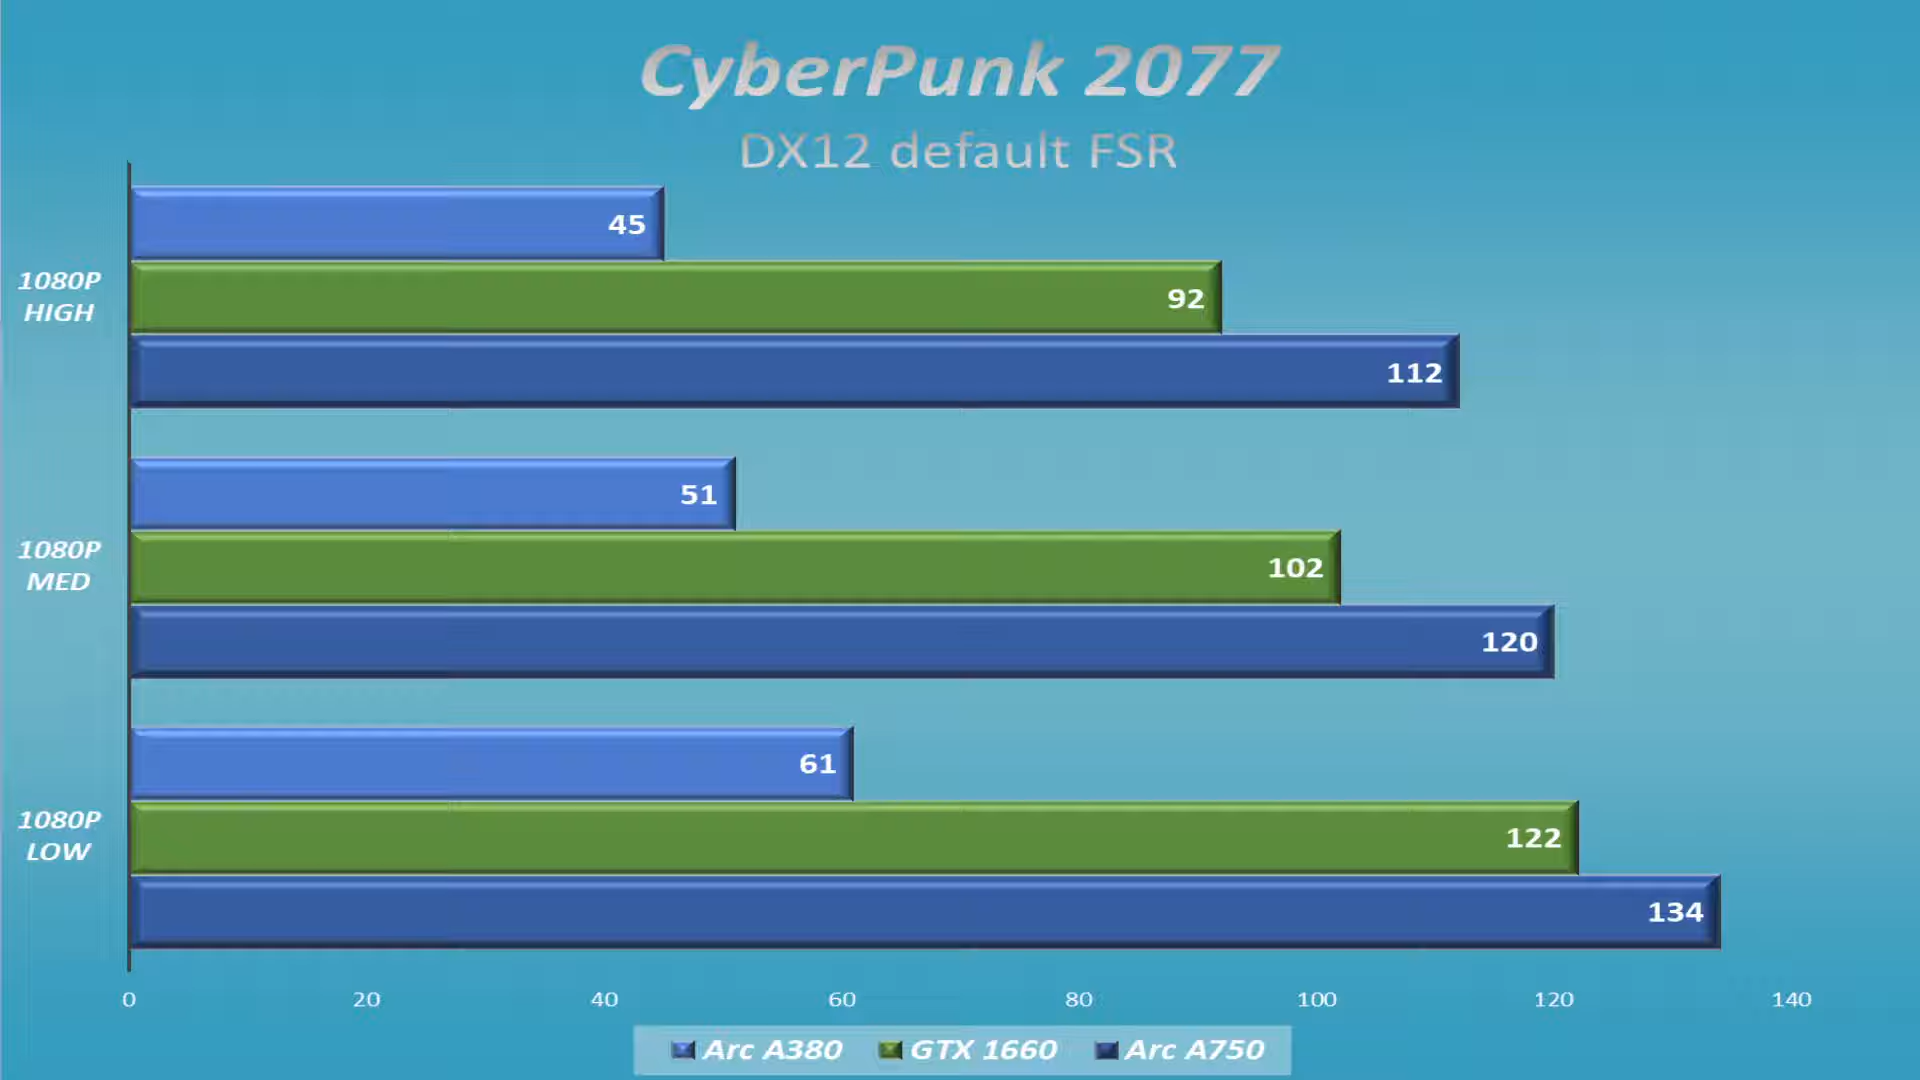 CyberPunk 2077
DX12 default FSR
45
1080P
HIGH
92
112
51
1080P
MED
102
120
61
1080P
LOW
122
134
0 20 40 60 80 100 120 140
Arc A380 GTX 1660 Arc A750